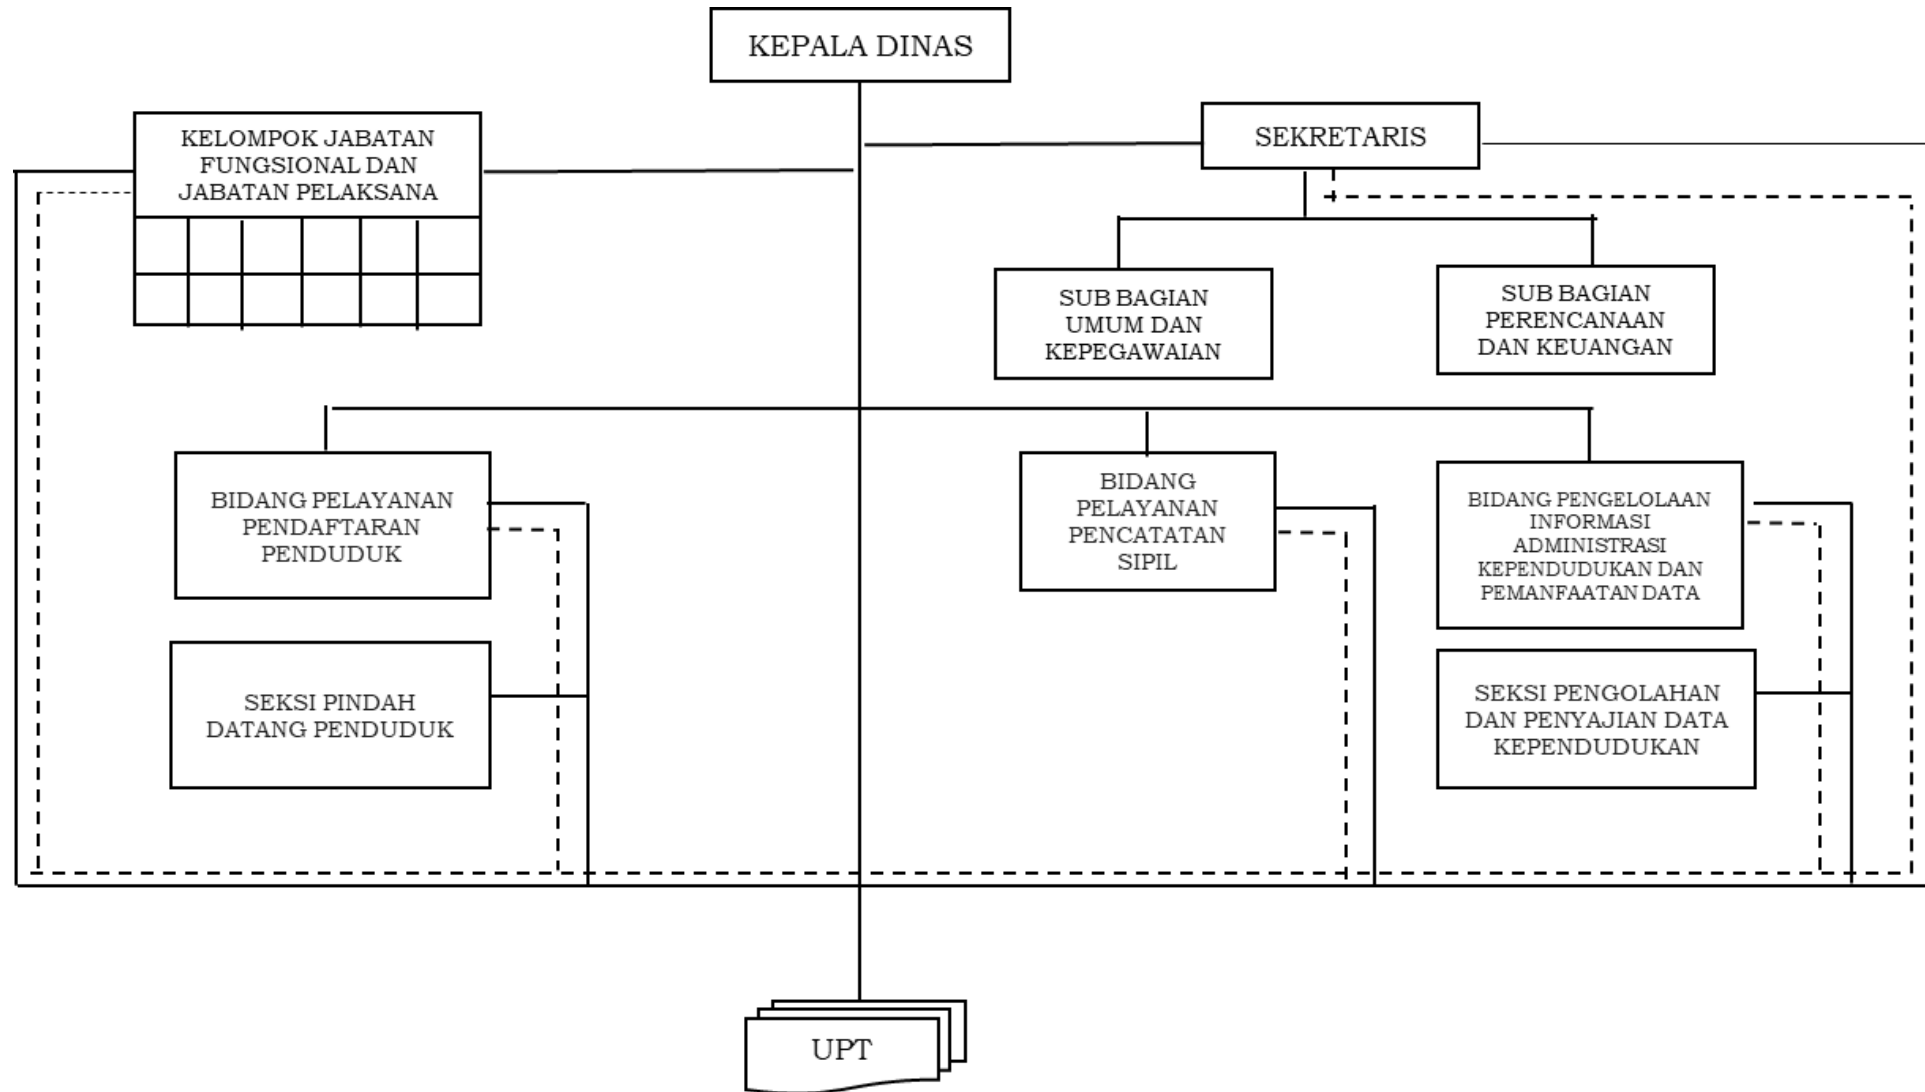 KEPALA DINAS
KELOMPOK JABATAN
FUNGSIONAL DAN
JABATAN PELAKSANA
SEKRETARIS
SUB BAGIAN
UMUM DAN
KEPEGAWAIAN
SUB BAGIAN
PERENCANAAN
DAN KEUANGAN
BIDANG PELAYANAN
PENDAFTARAN
PENDUDUK
BIDANG
PELAYANAN
PENCATATAN
SIPIL
BIDANG PENGELOLAAN
INFORMASI
ADMINISTRASI
KEPENDUDUKAN DAN
PEMANFAATAN DATA
SEKSI PINDAH
DATANG PENDUDUK
SEKSI PENGOLAHAN
DAN PENYAJIAN DATA
KEPENDUDUKAN
UPT